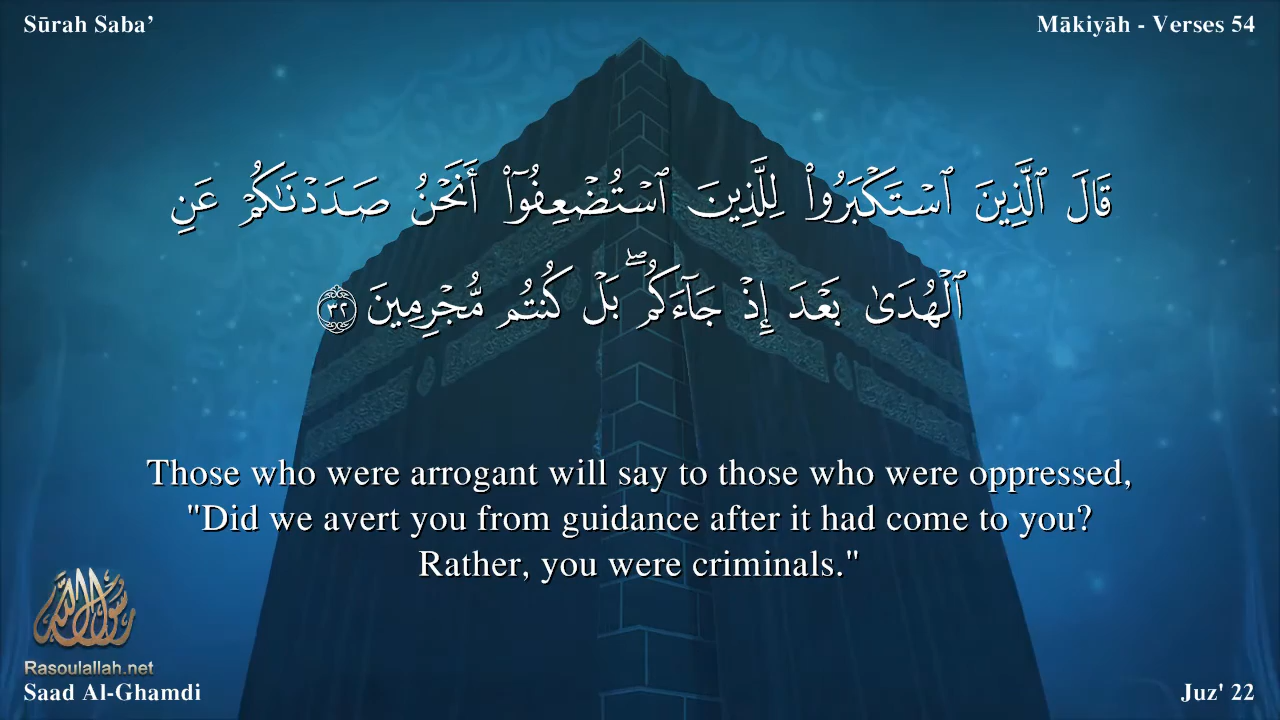 Sūrah Saba’
Mākiyāh - Verses 54
قَالَ ٱلَّذِينَ ٱسْتَكْبَرُوا۟ لِلَّذِينَ ٱسْتُضْعِفُوٓا۟ أَنَحْنُ صَدَدْنَـٰكُمْ عَنِ
ٱلْهُدَىٰ بَعْدَ إِذْ جَآءَكُم ۖ بَلْ كُنتُم مُّجْرِمِينَ ٣٢
Those who were arrogant will say to those who were oppressed,
"Did we avert you from guidance after it had come to you?
Rather, you were criminals."
رسول الله
Rasoulallah.net
Saad Al-Ghamdi
Juz' 22